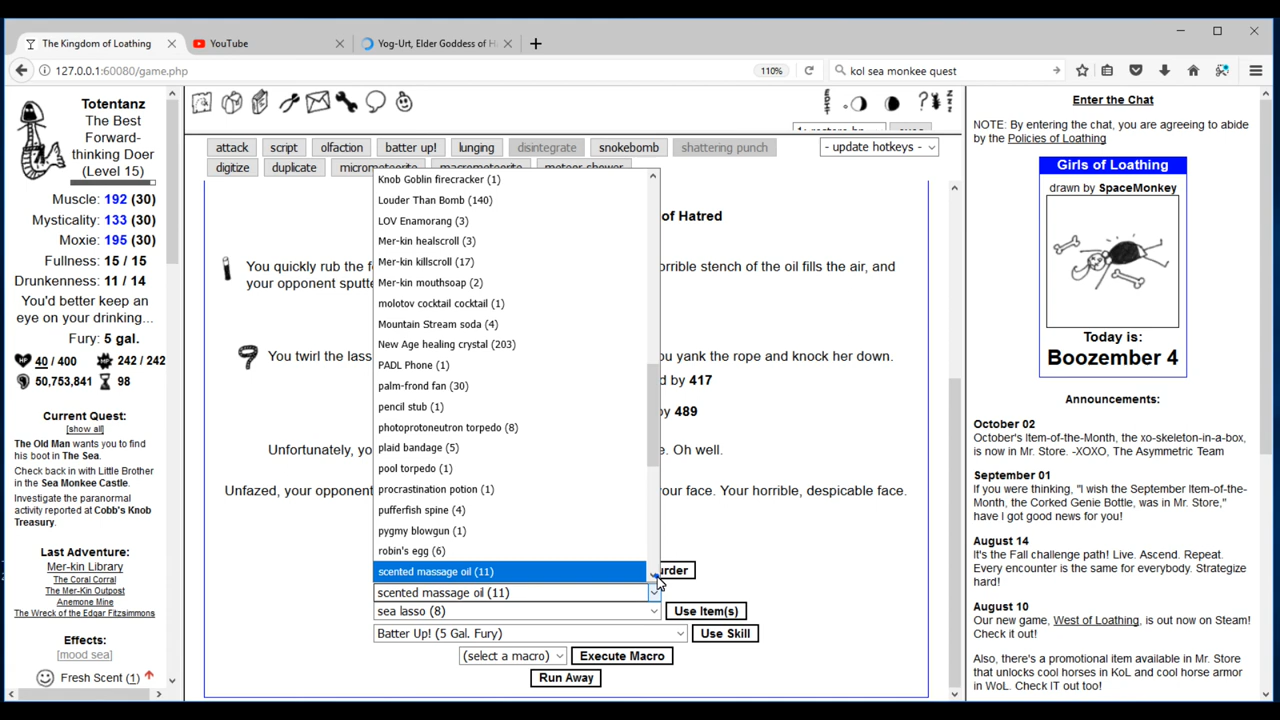 The Kingdom of Loathing
YouTube
Yog-Urt, Elder Goddess of H
127.0.0.1:60080/game.php
110%
kol sea monkee quest
Totentanz
The Best
Forward-
thinking Doer
(Level 15)
Muscle: 192 (30)
Mysticality: 133 (30)
Moxie: 195 (30)
Fullness: 15 / 15
Drunkenness: 11 / 14
You'd better keep an
eye on your drinking...
Fury: 5 gal.
40 / 400
242 / 242
50,753,841
98
Current Quest:
[show all]
The Old Man wants you to find
his boot in The Sea.
Check back in with Little Brother
in the Sea Monkee Castle.
Investigate the paranormal
activity reported at Cobb's Knob
Treasury.
Last Adventure:
Mer-kin Library
The Coral Corral
The Mer-Kin Outpost
Anemone Mine
The Wreck of the Edgar Fitzsimmons
Effects:
[mood sea]
Fresh Scent (1)
attack
script
olfaction
batter up!
lunging
disintegrate
snokebomb
shattering punch
- update hotkeys -
digitize
duplicate
of Hatred
You quickly rub the
orrible stench of the oil fills the air, and
your opponent sputt
You twirl the lass
ou yank the rope and knock her down.
d by 417
by 489
Unfortunately, yo
e. Oh well.
Unfazed, your opponent
our face. Your horrible, despicable face.
Knob Goblin firecracker (1)
Louder Than Bomb (140)
LOV Enamorang (3)
Mer-kin healscroll (3)
Mer-kin killscroll (17)
Mer-kin mouthsoap (2)
molotov cocktail cocktail (1)
Mountain Stream soda (4)
New Age healing crystal (203)
PADL Phone (1)
palm-frond fan (30)
pencil stub (1)
photoprotoneutron torpedo (8)
plaid bandage (5)
pool torpedo (1)
procrastination potion (1)
pufferfish spine (4)
pygmy blowgun (1)
robin's egg (6)
scented massage oil (11)
urder
scented massage oil (11)
sea lasso (8)
Use Item(s)
Batter Up! (5 Gal. Fury)
Use Skill
(select a macro)
Execute Macro
Run Away
Enter the Chat
NOTE: By entering the chat, you are agreeing to abide
by the Policies of Loathing
Girls of Loathing
drawn by SpaceMonkey
Today is:
Boozember 4
Announcements:
October 02
October's Item-of-the-Month, the xo-skeleton-in-a-box,
is now in Mr. Store. -XOXO, The Asymmetric Team
September 01
If you were thinking, "I wish the September Item-of-the-
Month, the Corked Genie Bottle, was in Mr. Store,"
have I got good news for you!
August 14
It's the Fall challenge path! Live. Ascend. Repeat.
Every encounter is the same for everybody. Strategize
hard!
August 10
Our new game, West of Loathing, is out now on Steam!
Check it out!
Also, there's a promotional item available in Mr. Store
that unlocks cool horses in KoL and cool horse armor
in WoL. Check IT out too!